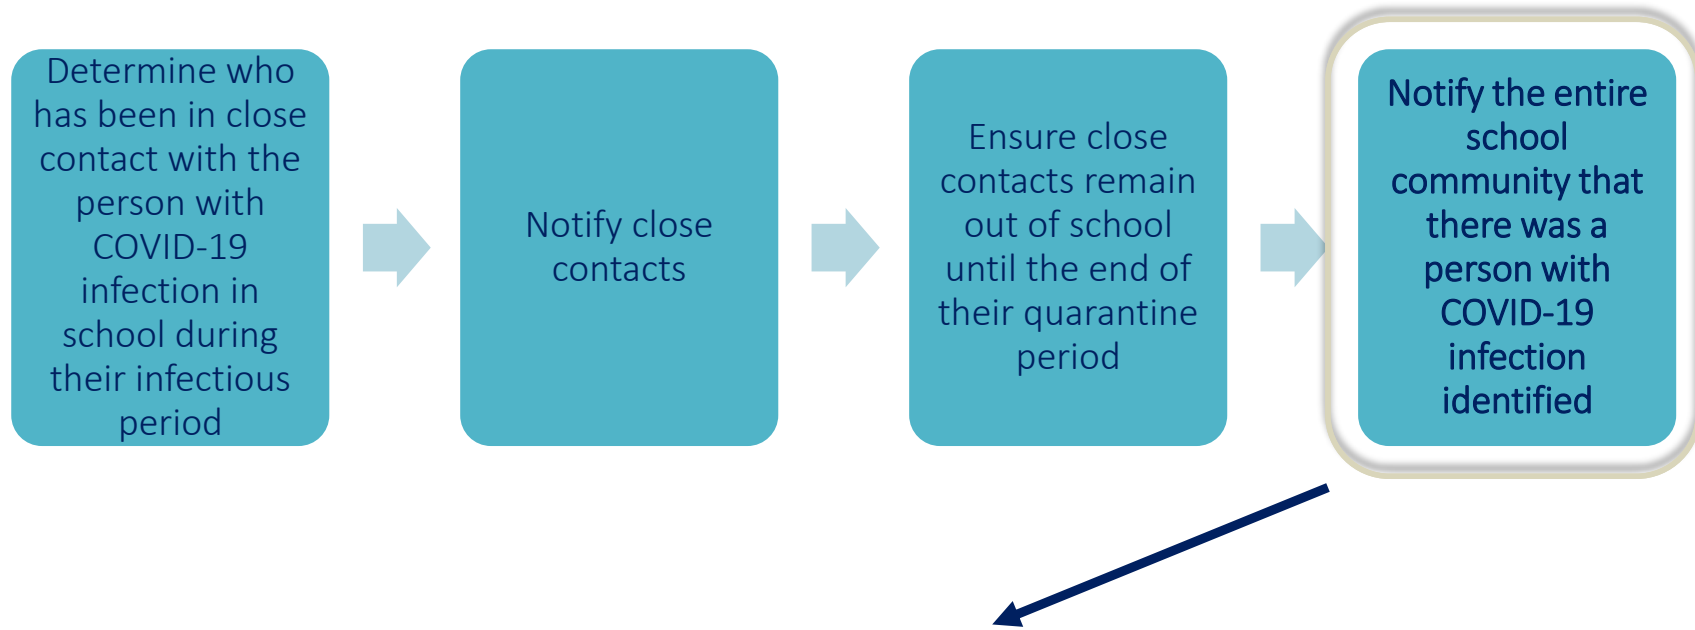 Determine who
has been in close
contact with the
person with
COVID-19
infection in
school during
their infectious
period
Notify close
contacts
Ensure close
contacts remain
out of school
until the end of
their quarantine
period
Notify the entire
school
community that
there was a
person with
COVID-19
infection
identified